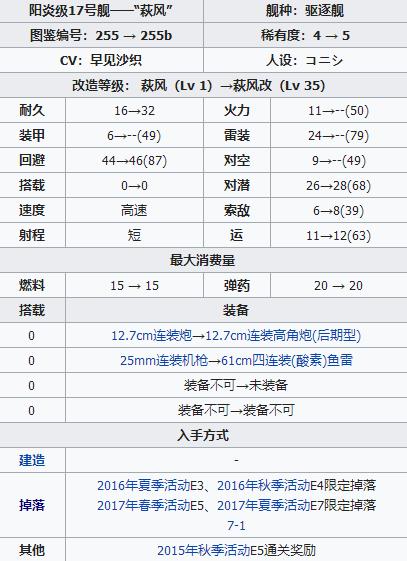 阳炎级17号舰——“萩风” 舰种：驱逐舰
图鉴编号：255 → 255b 稀有度：4 → 5
CV：早见沙织 人设：コニシ
改造等级： 萩风（Lv 1）→萩风改（Lv 35）
耐久 16→32 火力 11→--(50)
装甲 6→--(49) 雷装 24→--(79)
回避 44→46(87) 对空 9→--(49)
搭载 0→0 对潜 26→28(68)
速度 高速 索敌 6→8(39)
射程 短 运 11→12(63)
最大消费量
燃料 15 → 15 弹药 20 → 20
搭载 装备
0 12.7cm连装炮→12.7cm连装高角炮(后期型)
0 25mm连装机枪→61cm四连装(酸素)鱼雷
0 装备不可→未装备
0 装备不可→装备不可
入手方式
建造 -
掉落 2016年夏季活动E3、2016年秋季活动E4限定掉落
2017年春季活动E5、2017年夏季活动E7限定掉落
7-1
其他 2015年秋季活动E5通关奖励